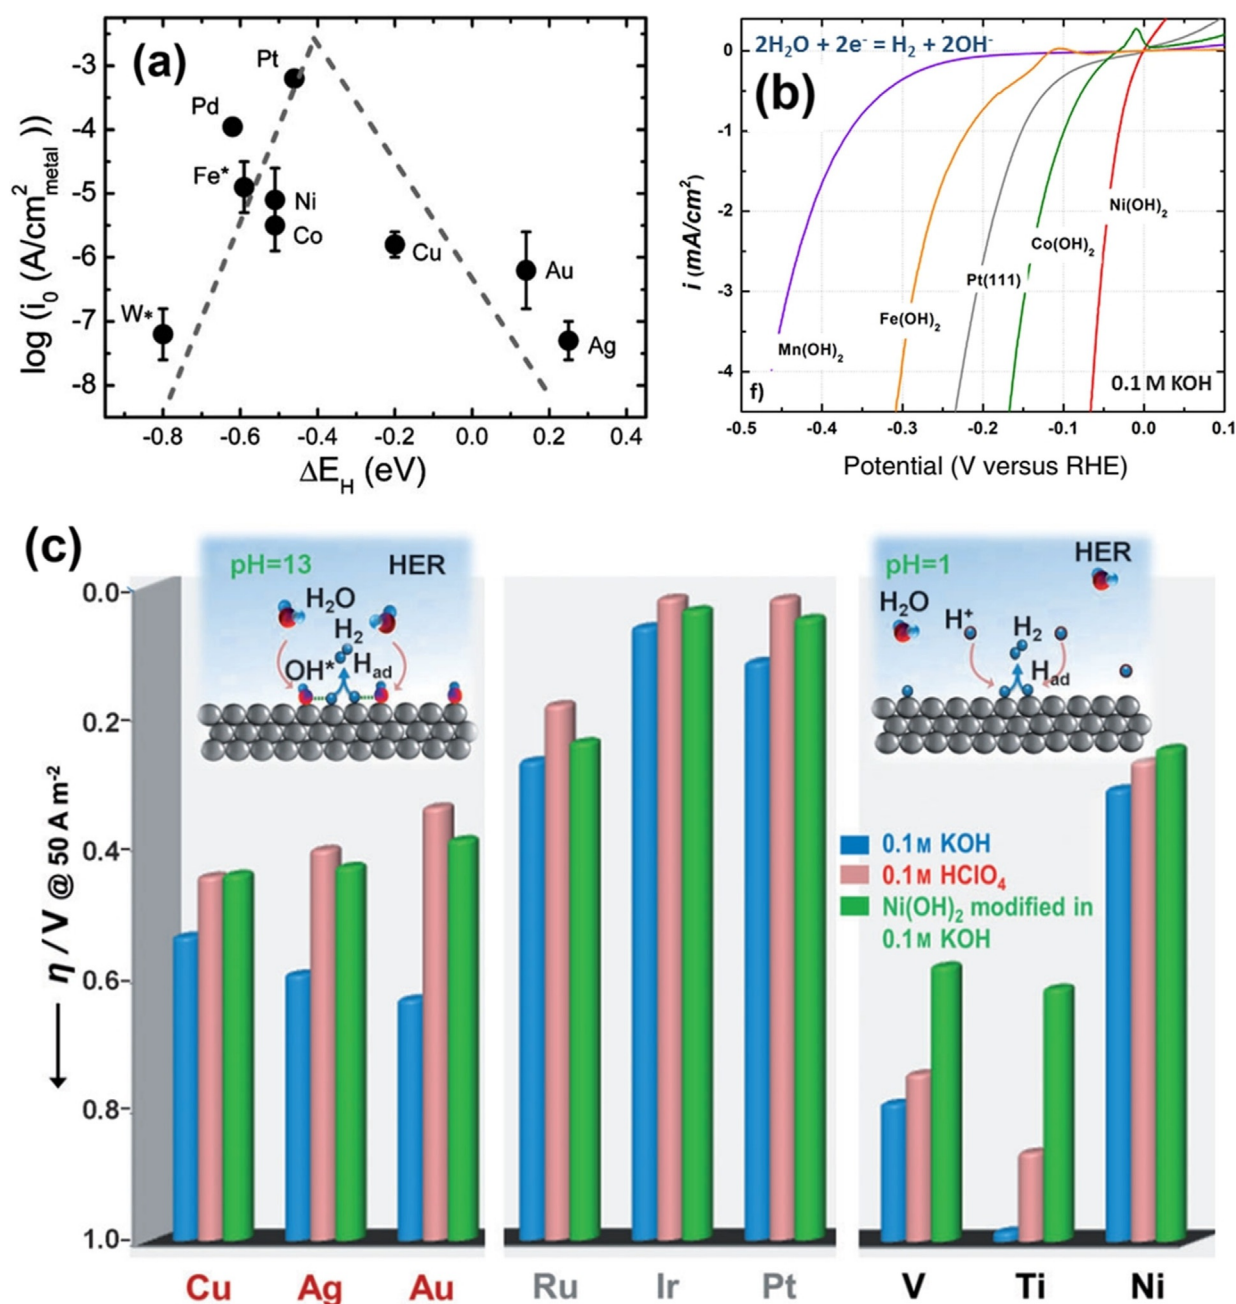 (a)
log (i₀ (A/cm²metal ))
-3
-4
-5
-6
-7
-8
Pt
Pd
Fe*
Ni
Co
Cu
W*
Au
Ag
-0.8 -0.6 -0.4 -0.2 0.0 0.2 0.4
ΔE_H (eV)
(b)
2H₂O + 2e⁻ = H₂ + 2OH⁻
i (mA/cm²)
0
-1
-2
-3
-4
Ni(OH)₂
Co(OH)₂
Pt(111)
Fe(OH)₂
Mn(OH)₂
f)
0.1 M KOH
-0.5 -0.4 -0.3 -0.2 -0.1 0.0 0.1
Potential (V versus RHE)
(c)
η / V @ 50 A m⁻²
0.0
0.2
0.4
0.6
0.8
1.0
pH=13 HER
H₂O
H₂
OH* H_ad
pH=1 HER
H₂O
H⁺ H₂
H_ad
0.1 M KOH
0.1 M HClO₄
Ni(OH)₂ modified in
0.1 M KOH
Cu Ag Au Ru Ir Pt V Ti Ni